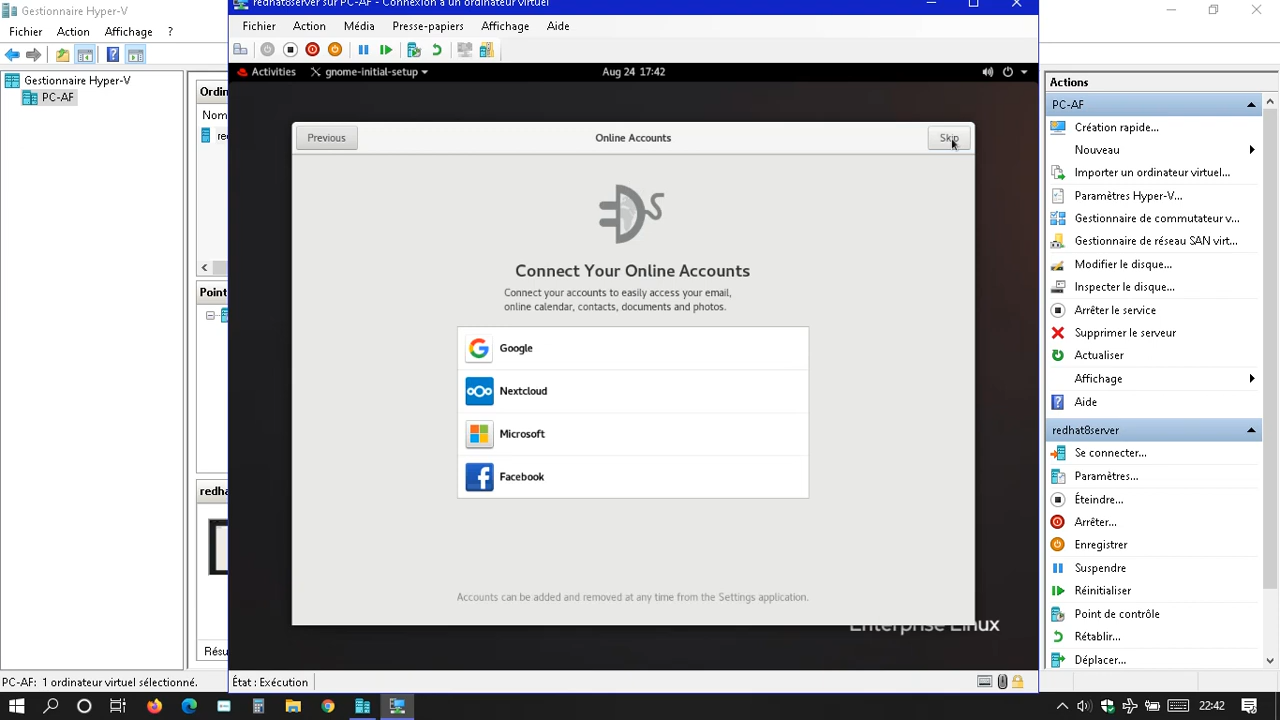 Gestionnaire Hyper-V
Fichier Action Affichage ?
Gestionnaire Hyper-V
PC-AF
Ordin
Nom
re
Point
redha
Résu
PC-AF: 1 ordinateur virtuel sélectionné.
redhat8server sur PC-AF - Connexion à un ordinateur virtuel
Fichier Action Média Presse-papiers Affichage Aide
Activities gnome-initial-setup Aug 24 17:42
Previous Online Accounts Skip
Connect Your Online Accounts
Connect your accounts to easily access your email,
online calendar, contacts, documents and photos.
Google
Nextcloud
Microsoft
Facebook
Accounts can be added and removed at any time from the Settings application.
Enterprise Linux
État : Exécution
Actions
PC-AF
Création rapide...
Nouveau
Importer un ordinateur virtuel...
Paramètres Hyper-V...
Gestionnaire de commutateur v...
Gestionnaire de réseau SAN virt...
Modifier le disque...
Inspecter le disque...
Arrêter le service
Supprimer le serveur
Actualiser
Affichage
Aide
redhat8server
Se connecter...
Paramètres...
Éteindre...
Arrêter...
Enregistrer
Suspendre
Réinitialiser
Point de contrôle
Rétablir...
Déplacer...
22:42